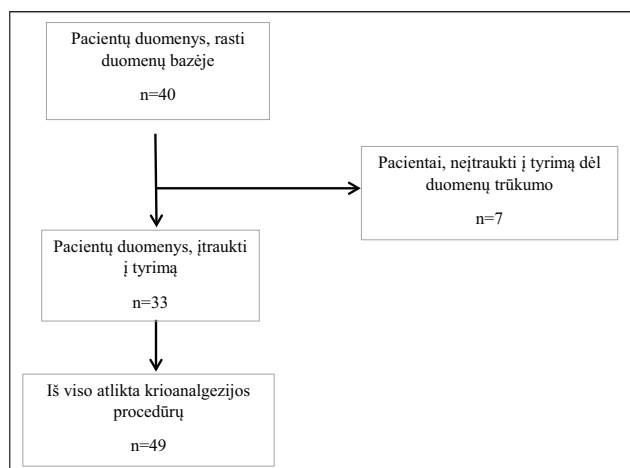 Pacientų duomenys, rasti
duomenų bazėje
n=40
Pacientai, neįtraukti į tyrimą dėl
duomenų trūkumo
n=7
Pacientų duomenys, įtraukti
į tyrimą
n=33
Iš viso atlikta krioanalgezijos
procedūrų
n=49